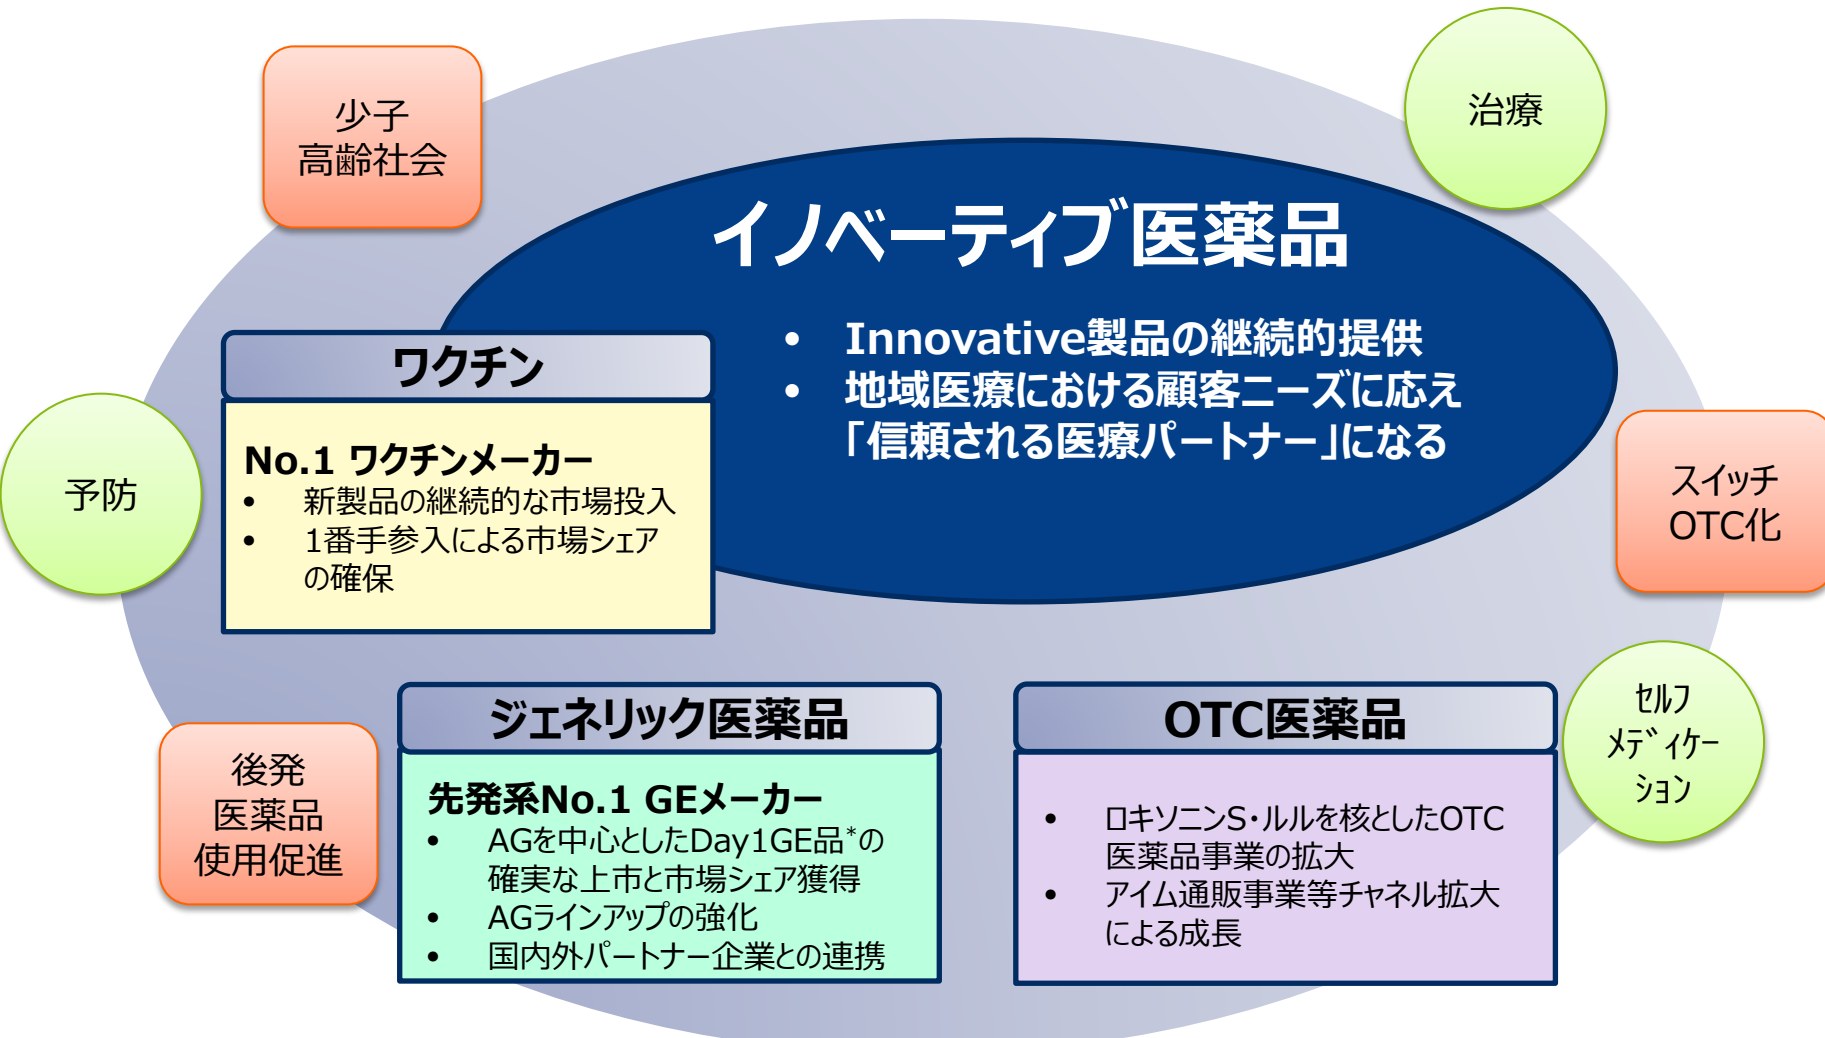 少子
高齢社会
治療
イノベーティブ医薬品
• Innovative製品の継続的提供
• 地域医療における顧客ニーズに応え
「信頼される医療パートナー」になる
ワクチン
No.1 ワクチンメーカー
• 新製品の継続的な市場投入
• 1番手参入による市場シェア
の確保
予防
スイッチ
OTC化
セルフ
メディケー
ション
後発
医薬品
使用促進
ジェネリック医薬品
先発系No.1 GEメーカー
• AGを中心としたDay1GE品*の
確実な上市と市場シェア獲得
• AGラインアップの強化
• 国内外パートナー企業との連携
OTC医薬品
• ロキソニンS・ルルを核としたOTC
医薬品事業の拡大
• アイム通販事業等チャネル拡大
による成長